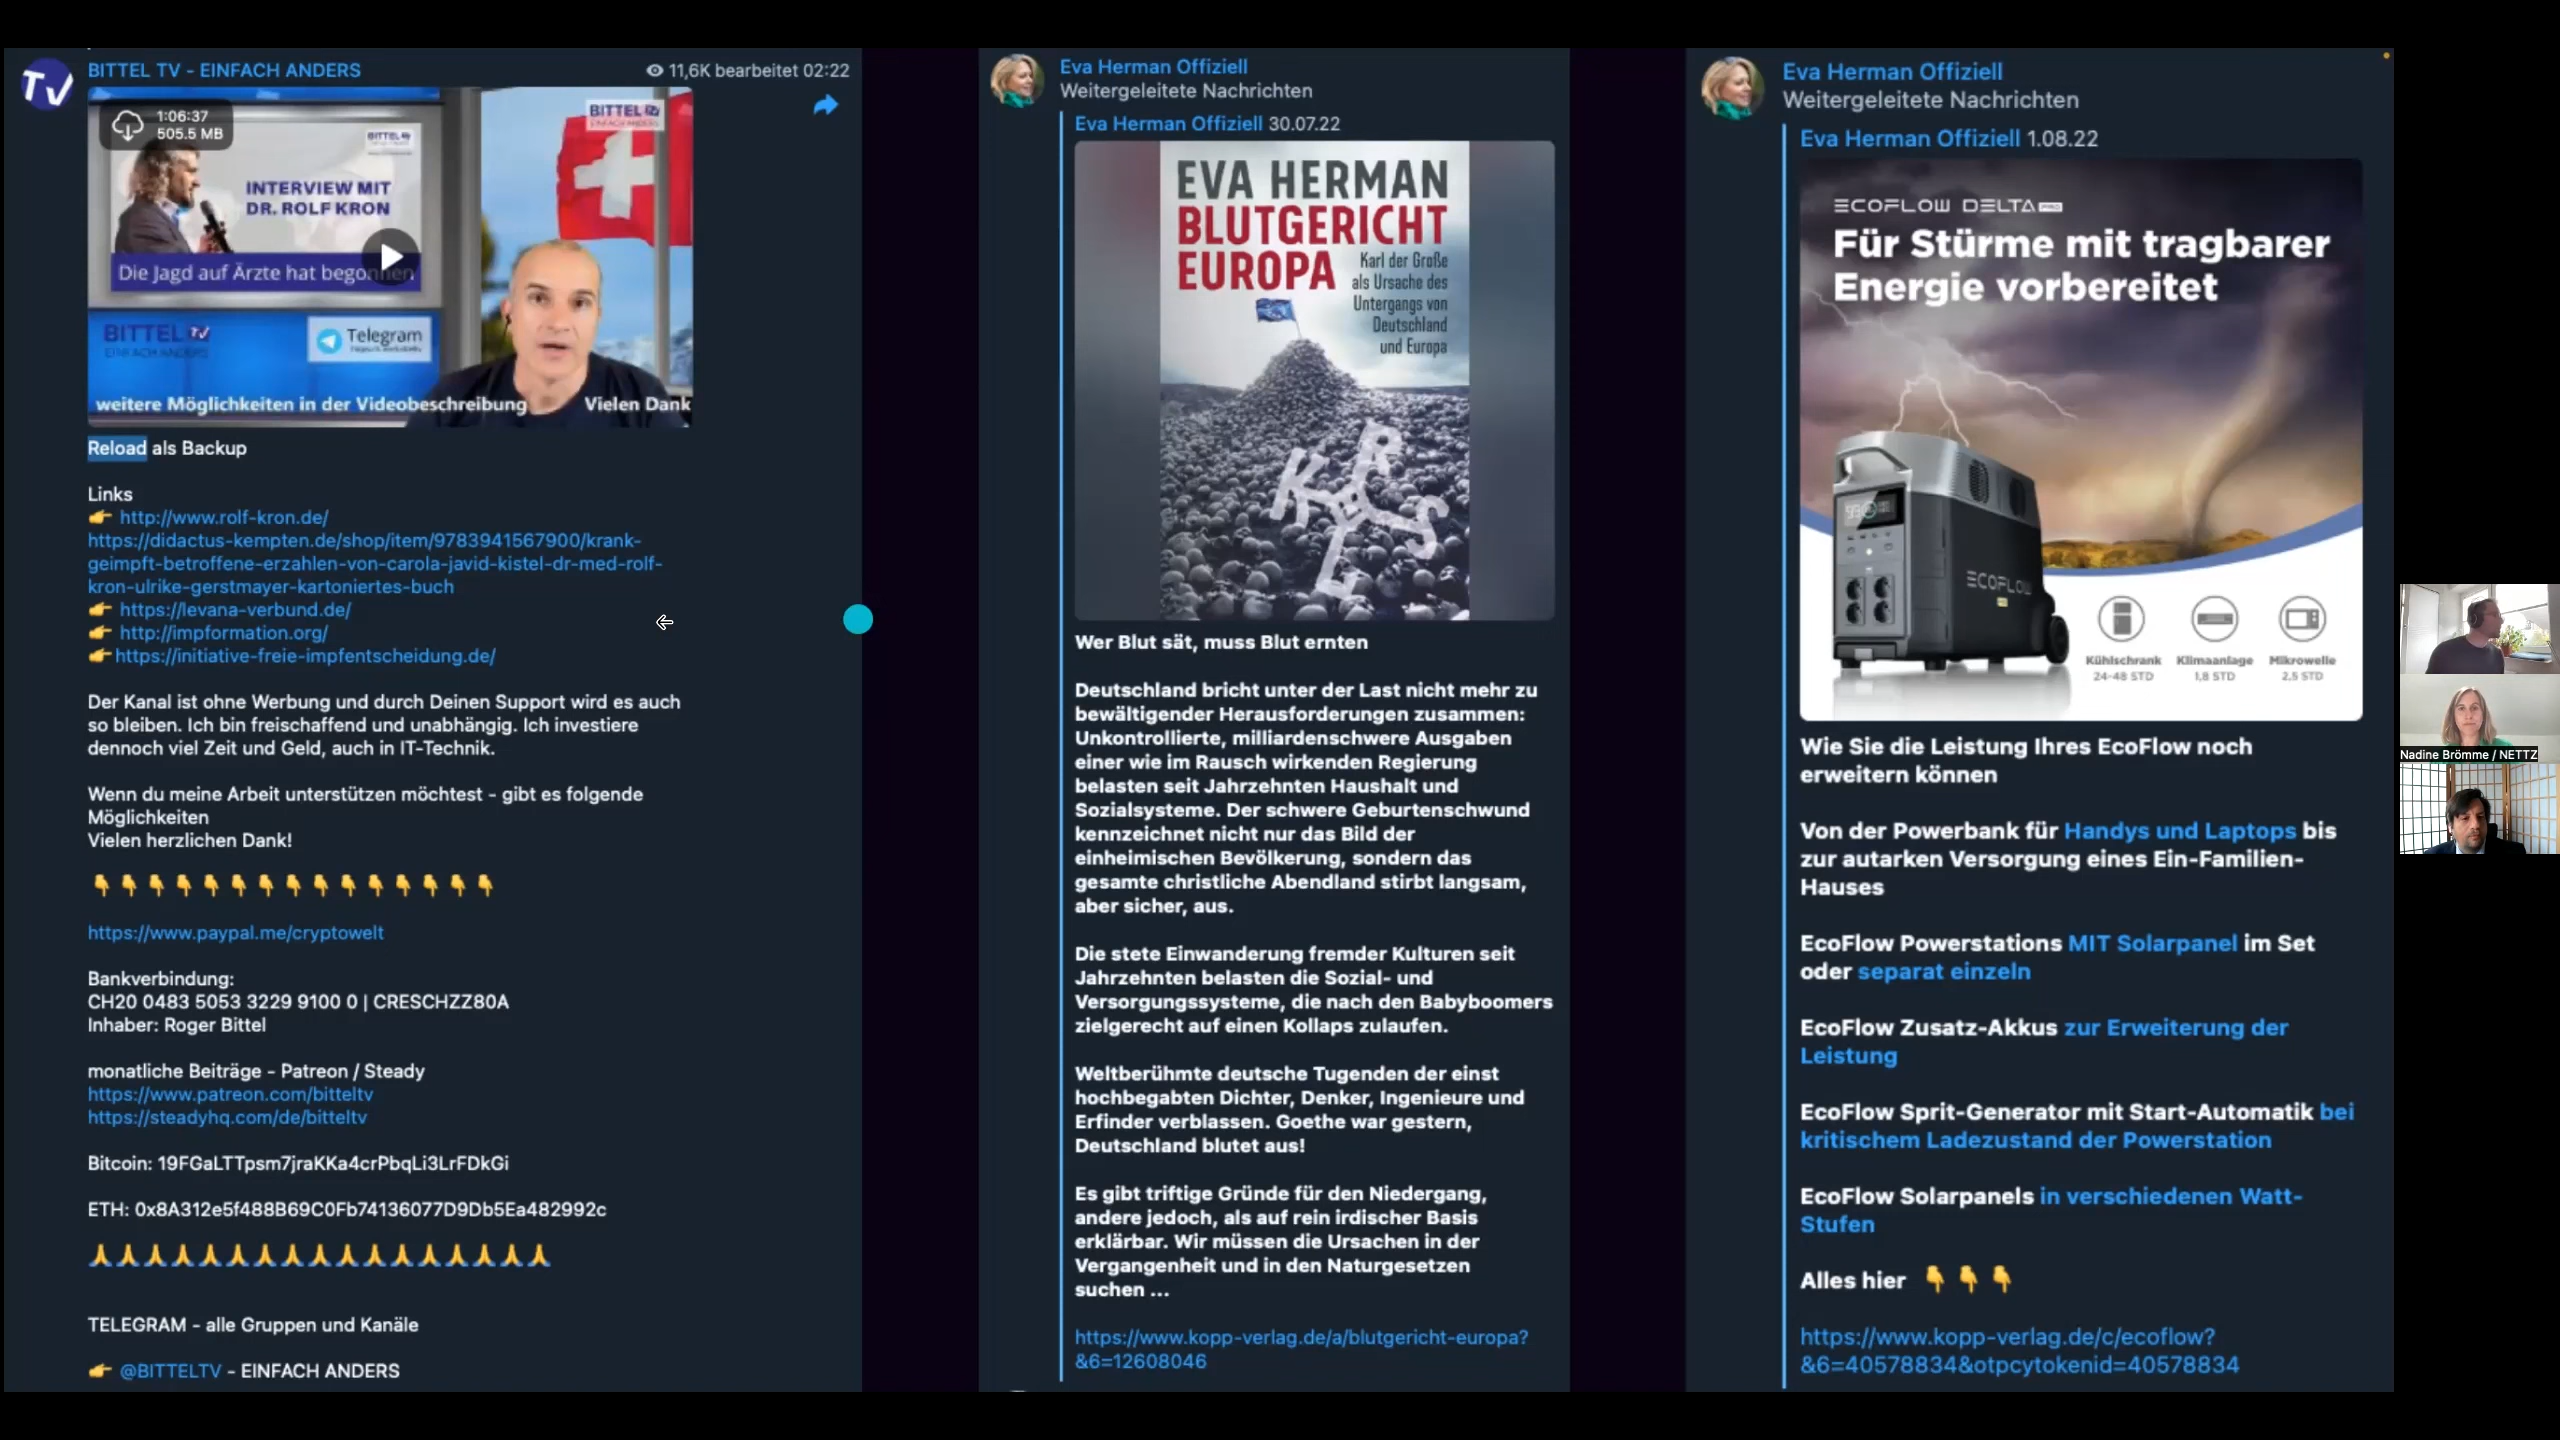 BITTEL TV - EINFACH ANDERS
11,6K bearbeitet 02:22
1:06:37
505.5 MB
BITTEL TV
BITTEL TV
EINFACH ANDERS
INTERVIEW MIT
DR. ROLF KRON
Die Jagd auf Ärzte hat begonnen
BITTEL TV
EINFACH ANDERS
Telegram
weitere Möglichkeiten in der Videobeschreibung
Vielen Dank
Reload als Backup
Links
👉 http://www.rolf-kron.de/
https://didactus-kempten.de/shop/item/9783941567900/krank-
geimpft-betroffene-erzahlen-von-carola-javid-kistel-dr-med-rolf-
kron-ulrike-gerstmayer-kartoniertes-buch
👉 https://levana-verbund.de/
👉 http://impformation.org/
👉https://initiative-freie-impfentscheidung.de/
Der Kanal ist ohne Werbung und durch Deinen Support wird es auch
so bleiben. Ich bin freischaffend und unabhängig. Ich investiere
dennoch viel Zeit und Geld, auch in IT-Technik.
Wenn du meine Arbeit unterstützen möchtest - gibt es folgende
Möglichkeiten
Vielen herzlichen Dank!
👇👇👇👇👇👇👇👇👇👇👇👇👇👇👇
https://www.paypal.me/cryptowelt
Bankverbindung:
CH20 0483 5053 3229 9100 0 | CRESCHZZ80A
Inhaber: Roger Bittel
monatliche Beiträge - Patreon / Steady
https://www.patreon.com/bitteltv
https://steadyhq.com/de/bitteltv
Bitcoin: 19FGaLTTpsm7jraKKa4crPbqLi3LrFDkGi
ETH: 0x8A312e5f488B69C0Fb74136077D9Db5Ea482992c
🙏🙏🙏🙏🙏🙏🙏🙏🙏🙏🙏🙏🙏🙏🙏🙏🙏
TELEGRAM - alle Gruppen und Kanäle
👉 @BITTELTV - EINFACH ANDERS
Eva Herman Offiziell
Weitergeleitete Nachrichten
Eva Herman Offiziell 30.07.22
EVA HERMAN
BLUTGERICHT
EUROPA
Karl der Große
als Ursache des
Untergangs von
Deutschland
und Europa
K R L S
Wer Blut sät, muss Blut ernten
Deutschland bricht unter der Last nicht mehr zu
bewältigender Herausforderungen zusammen:
Unkontrollierte, milliardenschwere Ausgaben
einer wie im Rausch wirkenden Regierung
belasten seit Jahrzehnten Haushalt und
Sozialsysteme. Der schwere Geburtenschwund
kennzeichnet nicht nur das Bild der
einheimischen Bevölkerung, sondern das
gesamte christliche Abendland stirbt langsam,
aber sicher, aus.
Die stete Einwanderung fremder Kulturen seit
Jahrzehnten belasten die Sozial- und
Versorgungssysteme, die nach den Babyboomers
zielgerecht auf einen Kollaps zulaufen.
Weltberühmte deutsche Tugenden der einst
hochbegabten Dichter, Denker, Ingenieure und
Erfinder verblassen. Goethe war gestern,
Deutschland blutet aus!
Es gibt triftige Gründe für den Niedergang,
andere jedoch, als auf rein irdischer Basis
erklärbar. Wir müssen die Ursachen in der
Vergangenheit und in den Naturgesetzen
suchen ...
https://www.kopp-verlag.de/a/blutgericht-europa?
&6=12608046
Eva Herman Offiziell
Weitergeleitete Nachrichten
Eva Herman Offiziell 1.08.22
ECOFLOW DELTA PRO
Für Stürme mit tragbarer
Energie vorbereitet
ECOFLOW
Kühlschrank
24-48 STD
Klimaanlage
1,8 STD
Mikrowelle
2,5 STD
Wie Sie die Leistung Ihres EcoFlow noch
erweitern können
Von der Powerbank für Handys und Laptops bis
zur autarken Versorgung eines Ein-Familien-
Hauses
EcoFlow Powerstations MIT Solarpanel im Set
oder separat einzeln
EcoFlow Zusatz-Akkus zur Erweiterung der
Leistung
EcoFlow Sprit-Generator mit Start-Automatik bei
kritischem Ladezustand der Powerstation
EcoFlow Solarpanels in verschiedenen Watt-
Stufen
Alles hier 👇👇👇
https://www.kopp-verlag.de/c/ecoflow?
&6=40578834&otpcytokenid=40578834
Nadine Brömme / NETTZ